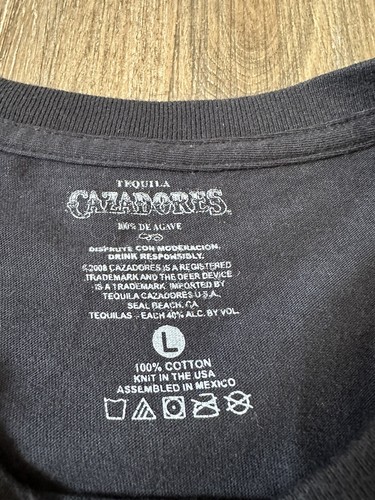 TEQUILA
CAZADORES
100% DE AGAVE
DISFRUTE CON MODERACION.
DRINK RESPONSIBLY.
©2008 CAZADORES IS A REGISTERED
TRADEMARK AND THE DEER DEVICE
IS A TRADEMARK. IMPORTED BY
TEQUILA CAZADORES U.S.A.
SEAL BEACH, CA
TEQUILAS - EACH 40% ALC. BY VOL.
L
100% COTTON
KNIT IN THE USA
ASSEMBLED IN MEXICO